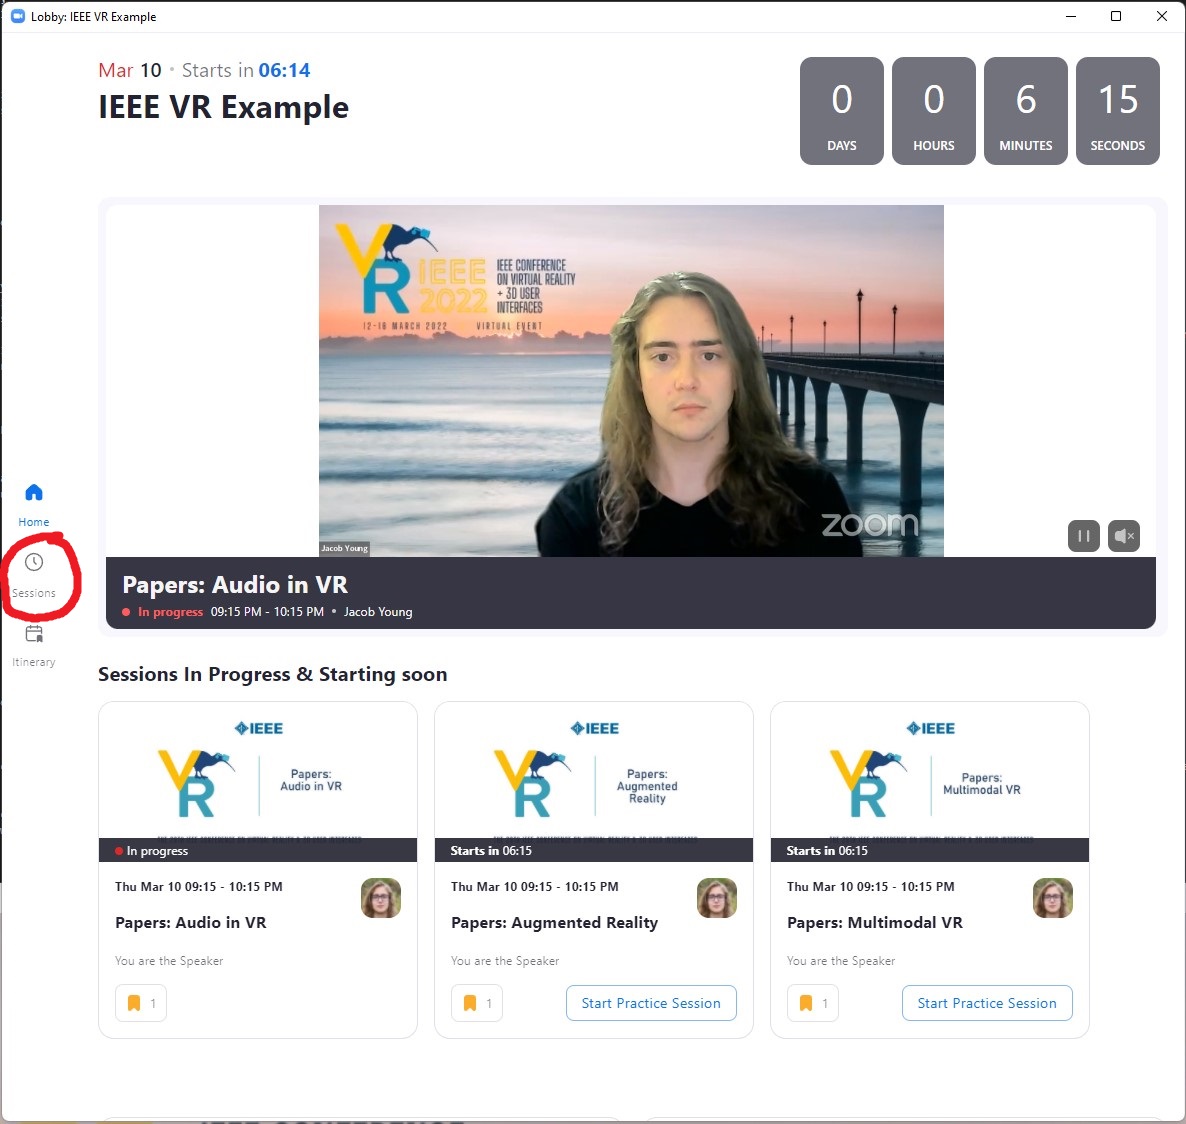 Lobby: IEEE VR Example
Mar 10 • Starts in 06:14
IEEE VR Example
0
DAYS
0
HOURS
6
MINUTES
15
SECONDS
VR
IEEE
2022
IEEE CONFERENCE
ON VIRTUAL REALITY
+ 3D USER
INTERFACES
12-16 MARCH 2022 VIRTUAL EVENT
zoom
Jacob Young
Papers: Audio in VR
In progress 09:15 PM - 10:15 PM • Jacob Young
Home
Sessions
Itinerary
Sessions In Progress & Starting soon
IEEE
VR
Papers:
Audio in VR
In progress
Thu Mar 10 09:15 - 10:15 PM
Papers: Audio in VR
You are the Speaker
1
IEEE
VR
Papers:
Augmented
Reality
Starts in 06:15
Thu Mar 10 09:15 - 10:15 PM
Papers: Augmented Reality
You are the Speaker
1
Start Practice Session
IEEE
VR
Papers:
Multimodal VR
Starts in 06:15
Thu Mar 10 09:15 - 10:15 PM
Papers: Multimodal VR
You are the Speaker
1
Start Practice Session